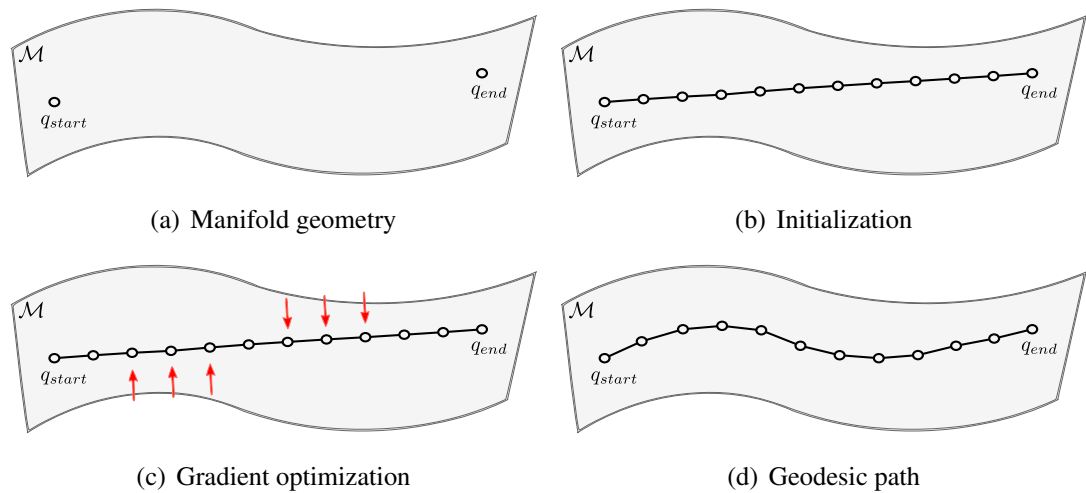 ℳ
q_end
q_start
(a) Manifold geometry
ℳ
q_end
q_start
(b) Initialization
ℳ
q_end
q_start
(c) Gradient optimization
ℳ
q_end
q_start
(d) Geodesic path